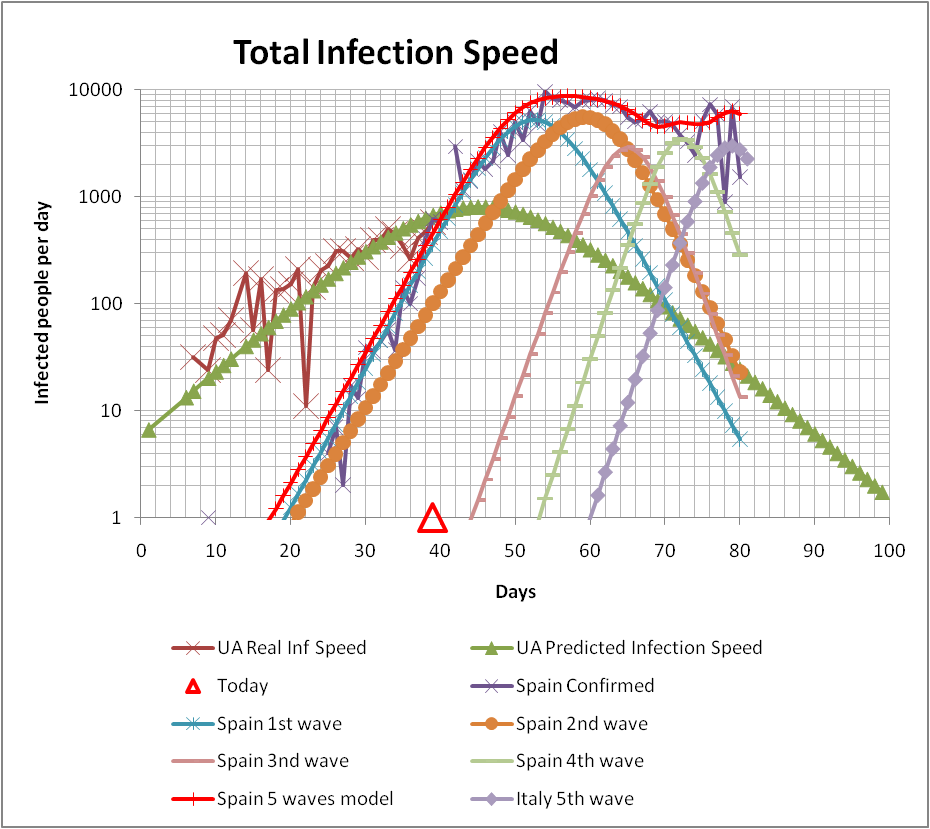 Total Infection Speed
Infected people per day
10000
1000
100
10
1
0 10 20 30 40 50 60 70 80 90 100
Days
UA Real Inf Speed UA Predicted Infection Speed
Today Spain Confirmed
Spain 1st wave Spain 2nd wave
Spain 3nd wave Spain 4th wave
Spain 5 waves model Italy 5th wave